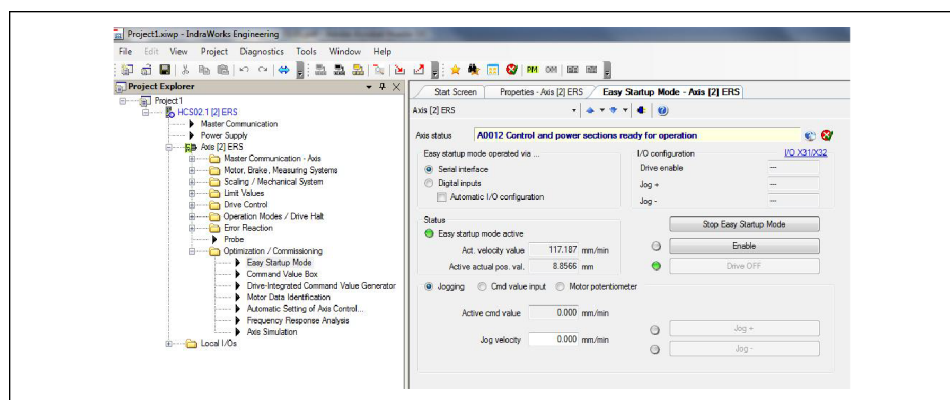 Project1.xiwp - IndraWorks Engineering
File Edit View Project Diagnostics Tools Window Help
PM OM
Project Explorer
Project1
HCS02.1 [2] ERS
Master Communication
Power Supply
Axis [2] ERS
Master Communication - Axis
Motor, Brake, Measuring Systems
Scaling / Mechanical System
Limit Values
Drive Control
Operation Modes / Drive Halt
Error Reaction
Probe
Optimization / Commissioning
Easy Startup Mode
Command Value Box
Drive-Integrated Command Value Generator
Motor Data Identification
Automatic Setting of Axis Control...
Frequency Response Analysis
Axis Simulation
Local I/Os
Start Screen Properties - Axis [2] ERS Easy Startup Mode - Axis [2] ERS
Axis [2] ERS
Axis status A0012 Control and power sections ready for operation
Easy startup mode operated via ...
Serial interface
Digital inputs
Automatic I/O configuration
I/O configuration I/O X31/X32
Drive enable ---
Jog + ---
Jog - ---
Status
Easy startup mode active
Act. velocity value 117.187 mm/min
Active actual pos. val. 8.8566 mm
Stop Easy Startup Mode
Enable
Drive OFF
Jogging Cmd value input Motor potentiometer
Active cmd value 0.000 mm/min
Jog velocity 0.000 mm/min
Jog +
Jog -